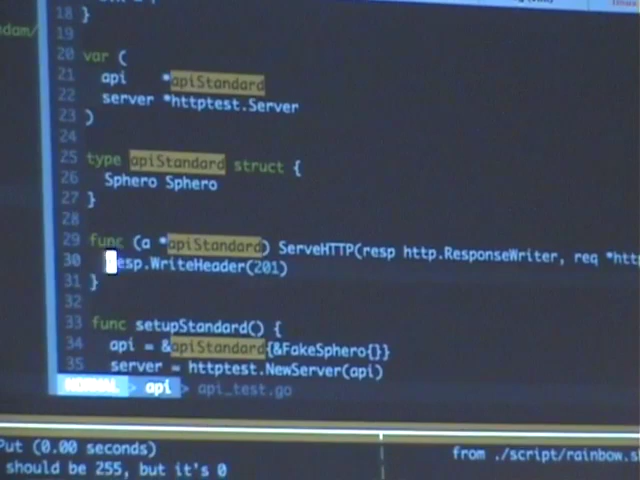 18 }
19
20 var (
21 api *apiStandard
22 server *httptest.Server
23 )
24
25 type apiStandard struct {
26 Sphero Sphero
27 }
28
29 func (a *apiStandard) ServeHTTP(resp http.ResponseWriter, req *htt
30 resp.WriteHeader(201)
31 }
32
33 func setupStandard() {
34 api = &apiStandard{&FakeSphero{}}
35 server = httptest.NewServer(api)
NORMAL > api > api_test.go
Put (0.00 seconds)
should be 255, but it's 0
from ./script/rainbow.s